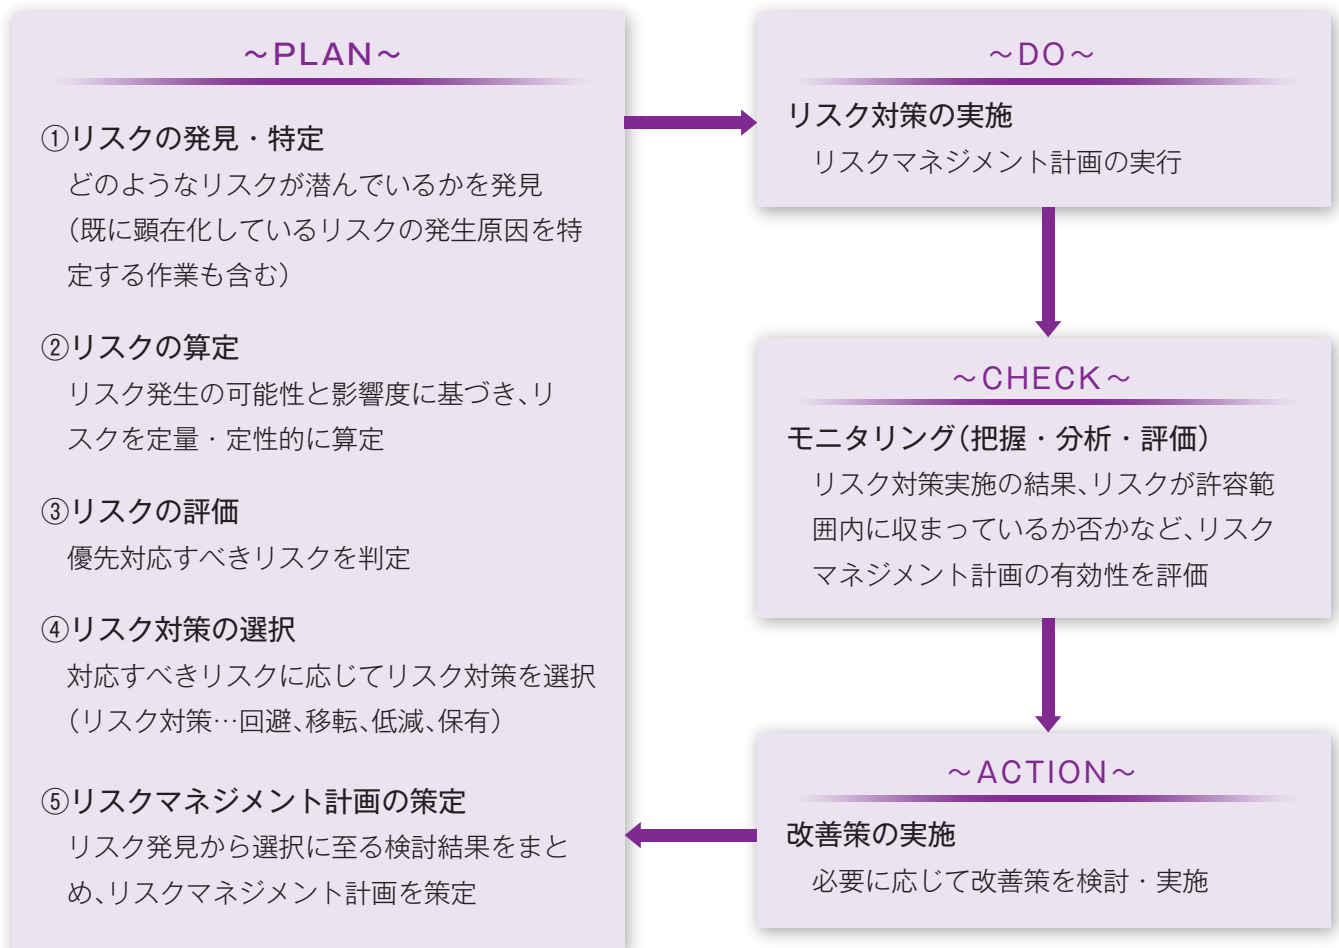 ～PLAN～
①リスクの発見・特定
どのようなリスクが潜んでいるかを発見
（既に顕在化しているリスクの発生原因を特
定する作業も含む）
②リスクの算定
リスク発生の可能性と影響度に基づき、リ
スクを定量・定性的に算定
③リスクの評価
優先対応すべきリスクを判定
④リスク対策の選択
対応すべきリスクに応じてリスク対策を選択
（リスク対策…回避、移転、低減、保有）
⑤リスクマネジメント計画の策定
リスク発見から選択に至る検討結果をまと
め、リスクマネジメント計画を策定
～DO～
リスク対策の実施
リスクマネジメント計画の実行
～CHECK～
モニタリング（把握・分析・評価）
リスク対策実施の結果、リスクが許容範
囲内に収まっているか否かなど、リスク
マネジメント計画の有効性を評価
～ACTION～
改善策の実施
必要に応じて改善策を検討・実施